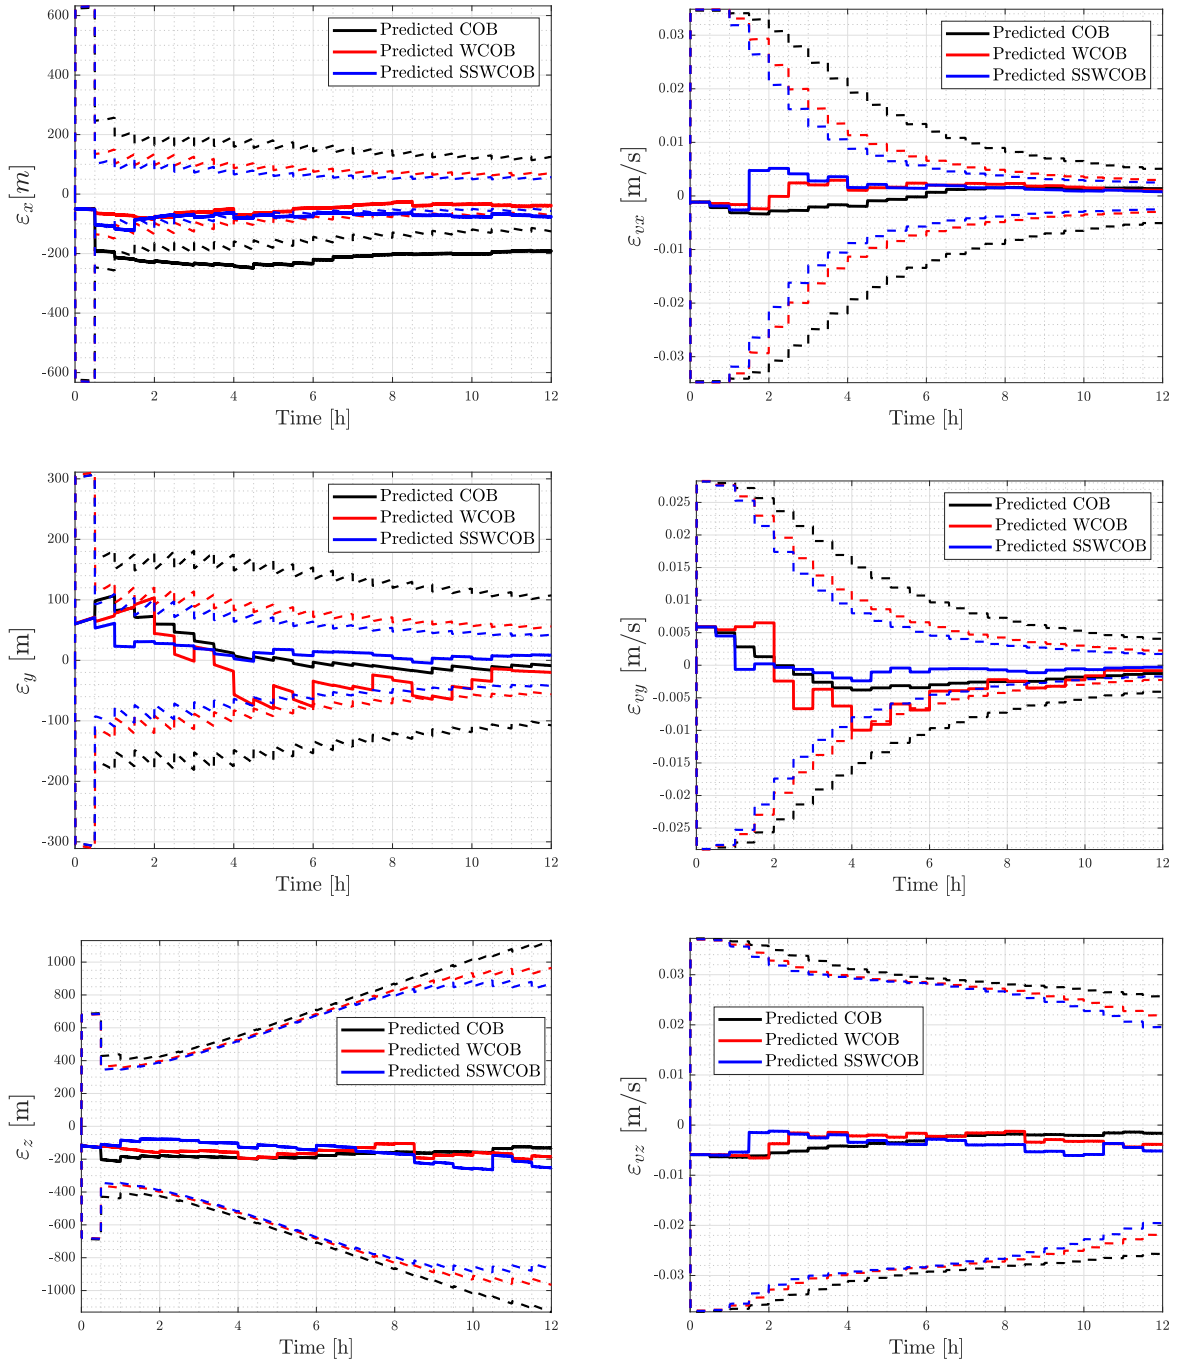 600
400
200
0
-200
-400
-600
εx[m]
Predicted COB
Predicted WCOB
Predicted SSWCOB
0 2 4 6 8 10 12
Time [h]
0.03
0.02
0.01
0
-0.01
-0.02
-0.03
εvx [m/s]
Predicted COB
Predicted WCOB
Predicted SSWCOB
0 2 4 6 8 10 12
Time [h]
300
200
100
0
-100
-200
-300
εy [m]
Predicted COB
Predicted WCOB
Predicted SSWCOB
0 2 4 6 8 10 12
Time [h]
0.025
0.02
0.015
0.01
0.005
0
-0.005
-0.01
-0.015
-0.02
-0.025
εvy [m/s]
Predicted COB
Predicted WCOB
Predicted SSWCOB
0 2 4 6 8 10 12
Time [h]
1000
800
600
400
200
0
-200
-400
-600
-800
-1000
εz [m]
Predicted COB
Predicted WCOB
Predicted SSWCOB
0 2 4 6 8 10 12
Time [h]
0.03
0.02
0.01
0
-0.01
-0.02
-0.03
εvz [m/s]
Predicted COB
Predicted WCOB
Predicted SSWCOB
0 2 4 6 8 10 12
Time [h]